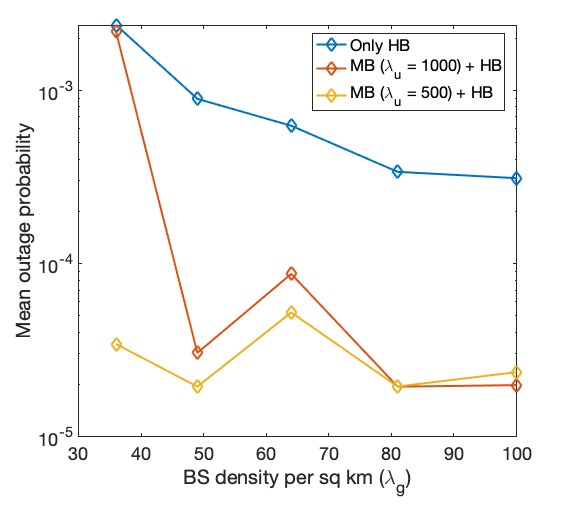 Only HB
MB (λu = 1000) + HB
MB (λu = 500) + HB
Mean outage probability
10-3
10-4
10-5
30 40 50 60 70 80 90 100
BS density per sq km (λg)